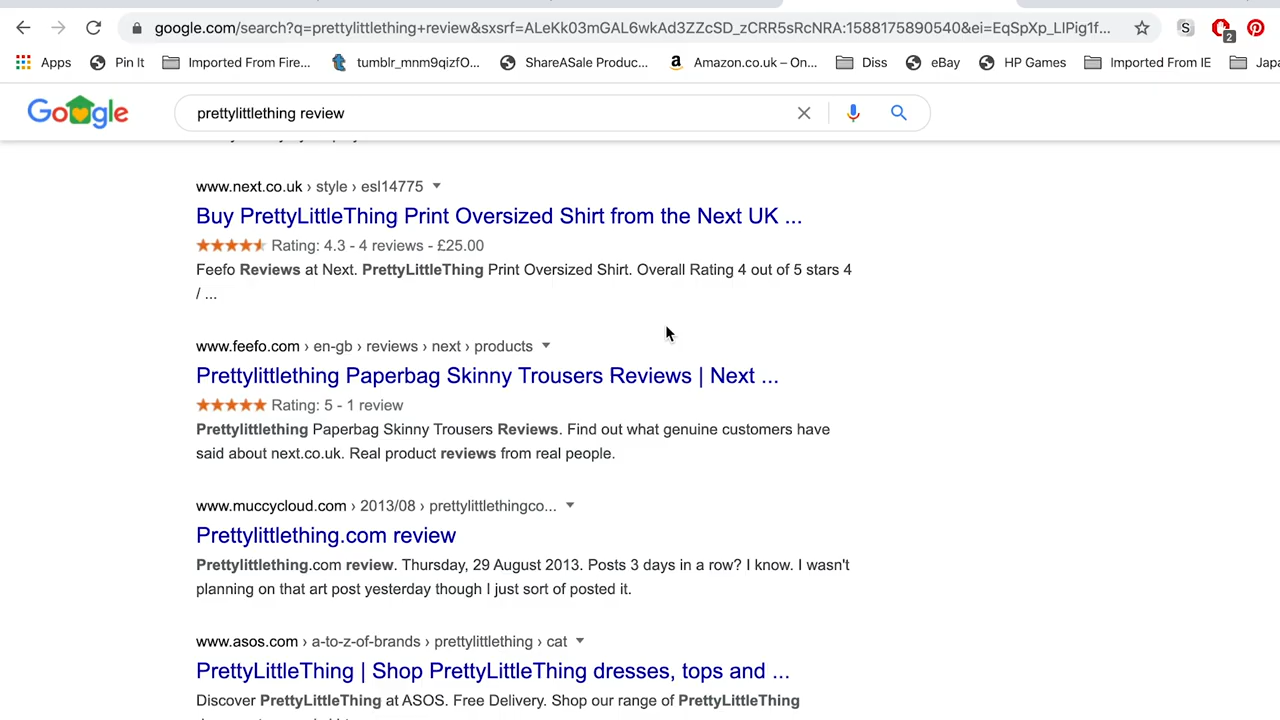 google.com/search?q=prettylittlething+review&sxsrf=ALeKk03mGAL6wkAd3ZZcSD_zCRR5sRcNRA:1588175890540&ei=EqSpXp_LIPig1f...
S 2
Apps Pin It Imported From Fire... tumblr_mnm9qizfO... ShareASale Produc... Amazon.co.uk – On... Diss eBay HP Games Imported From IE Japa
Google prettylittlething review
www.next.co.uk › style › esl14775
Buy PrettyLittleThing Print Oversized Shirt from the Next UK ...
Rating: 4.3 - 4 reviews - £25.00
Feefo Reviews at Next. PrettyLittleThing Print Oversized Shirt. Overall Rating 4 out of 5 stars 4
/ ...
www.feefo.com › en-gb › reviews › next › products
Prettylittlething Paperbag Skinny Trousers Reviews | Next ...
Rating: 5 - 1 review
Prettylittlething Paperbag Skinny Trousers Reviews. Find out what genuine customers have
said about next.co.uk. Real product reviews from real people.
www.muccycloud.com › 2013/08 › prettylittlethingco...
Prettylittlething.com review
Prettylittlething.com review. Thursday, 29 August 2013. Posts 3 days in a row? I know. I wasn't
planning on that art post yesterday though I just sort of posted it.
www.asos.com › a-to-z-of-brands › prettylittlething › cat
PrettyLittleThing | Shop PrettyLittleThing dresses, tops and ...
Discover PrettyLittleThing at ASOS. Free Delivery. Shop our range of PrettyLittleThing